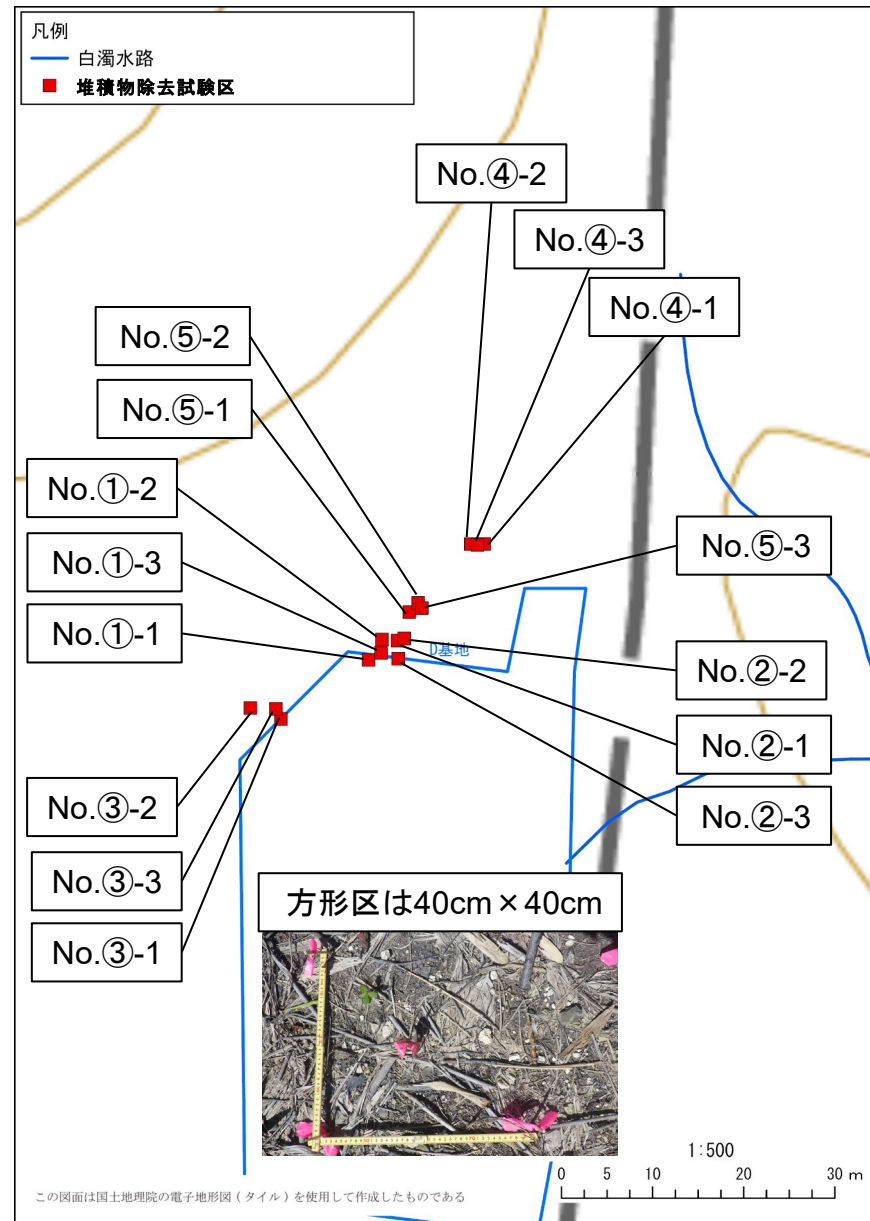 凡例
白濁水路
堆積物除去試験区
No.④-2
No.④-3
No.④-1
No.⑤-2
No.⑤-1
No.①-2
No.①-3
No.①-1
No.⑤-3
D基地
No.②-2
No.②-1
No.②-3
No.③-2
No.③-3
No.③-1
方形区は40cm×40cm
1:500
0 5 10 20 30 m
この図面は国土地理院の電子地形図(タイル)を使用して作成したものである